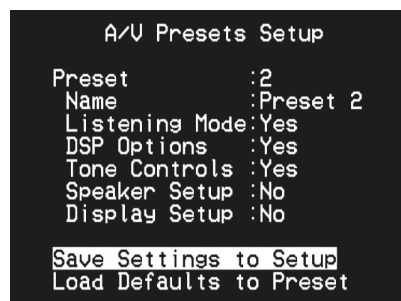 A/V Presets Setup
Preset :2
Name :Preset 2
Listening Mode:Yes
DSP Options :Yes
Tone Controls :Yes
Speaker Setup :No
Display Setup :No
Save Settings to Setup
Load Defaults to Preset